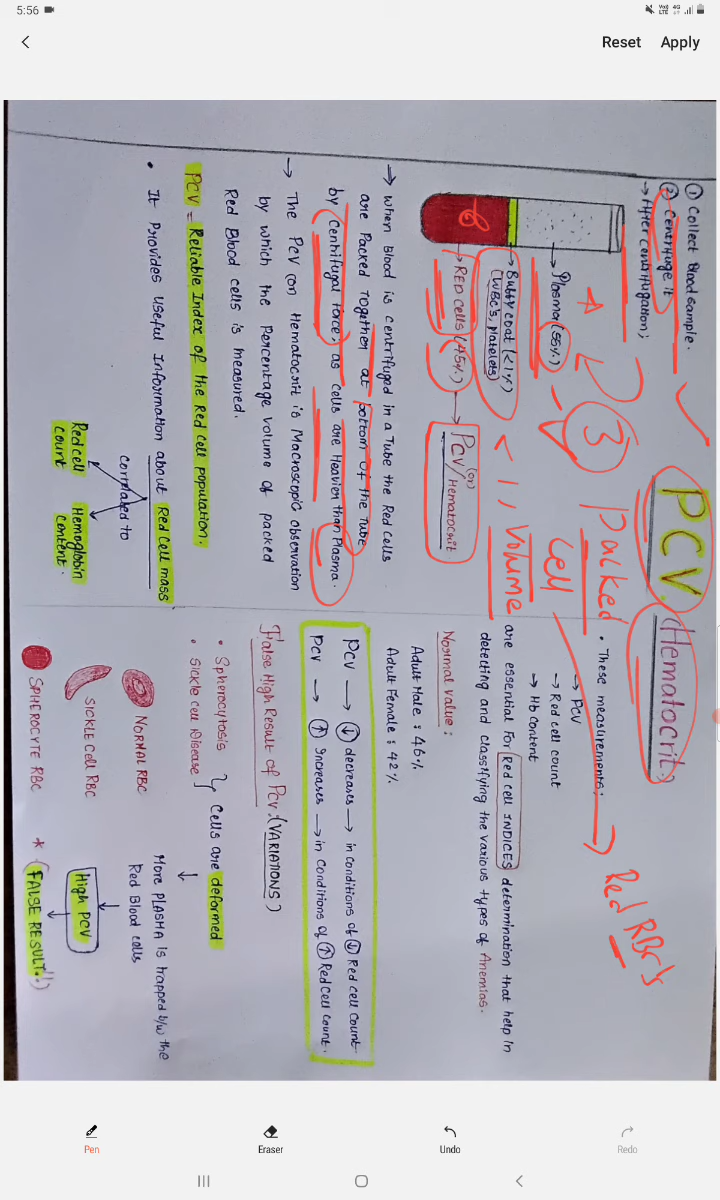 5:56
Reset Apply
PCV (Hematocrit)
① Collect Blood sample.
② Centrifuge it
→ After Centrifugation;
→ Plasma (55%)
→ Buffy coat (<1%)
(WBC's, platelets)
→ RED Cells (45%) → PCV (or) / Hematocrit
3
< 1,
Packed
Cell
Volume
Red RBC's
→ When Blood is centrifuged in a Tube the Red Cells
are Packed Together at bottom of the Tube
by Centrifugal Force; as cells are Heavier than Plasma.
→ The PCV (or) Hematocrit is Macroscopic observation
by which the Percentage Volume of packed
Red Blood cells is measured.
PCV = Reliable Index of the Red Cell population.
• It Provides Useful Information about Red Cell mass
correlated to
Red cell count
Hemoglobin content.
• These measurements:
→ PCV
→ Red cell count
→ Hb content
are essential For Red cell INDICES determination that help in
detecting and classifying the various types of Anemias.
Normal Value:
Adult Male : 46%
Adult Female : 42%
PCV → ↓ decreases → in conditions of ↓ Red cell count
PCV → ↑ Increases → in conditions of ↑ Red cell count.
False High Result of PCV: (VARIATIONS)
• Spherocytosis
• Sickle cell Disease
} Cells are deformed
↓
More PLASMA is trapped b/w the
Red Blood cells
High PCV
* (FALSE RESULT!!)
NORMAL RBC
SICKLE Cell RBC
SPHEROCYTE RBC
Pen Eraser Undo Redo